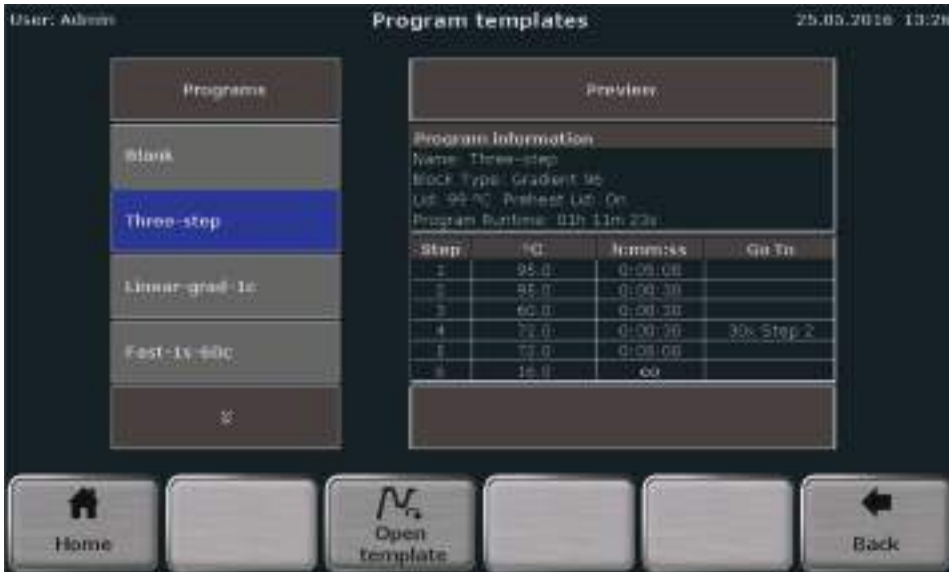 User: Admin
Program templates
25.05.2016 13:26
Programs
Blank
Three-step
Linear-grad-1c
Fast-1s-60c
Preview
Program information
Name: Three-step
Block Type: Gradient 96
Lid: 99 °C Preheat Lid: On
Program Runtime: 01h 11m 23s
Step °C h:mm:ss Go To
1 95.0 0:05:00
2 95.0 0:00:30
3 60.0 0:00:30
4 72.0 0:00:30 30x Step 2
5 72.0 0:05:00
6 16.0 ∞
Home
Open
template
Back